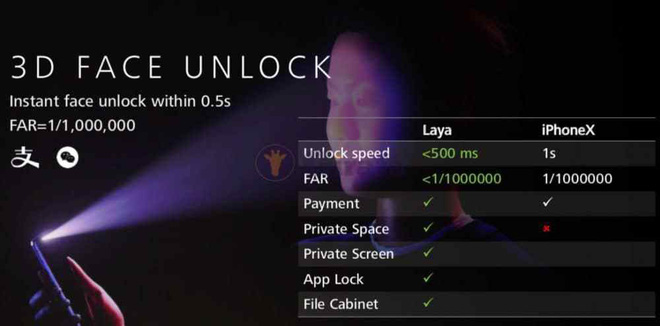 3D FACE UNLOCK
Instant face unlock within 0.5s
FAR=1/1,000,000
支
Laya iPhoneX
Unlock speed <500 ms 1s
FAR <1/1000000 1/1000000
Payment ✓ ✓
Private Space ✓ ✖
Private Screen ✓
App Lock ✓
File Cabinet ✓